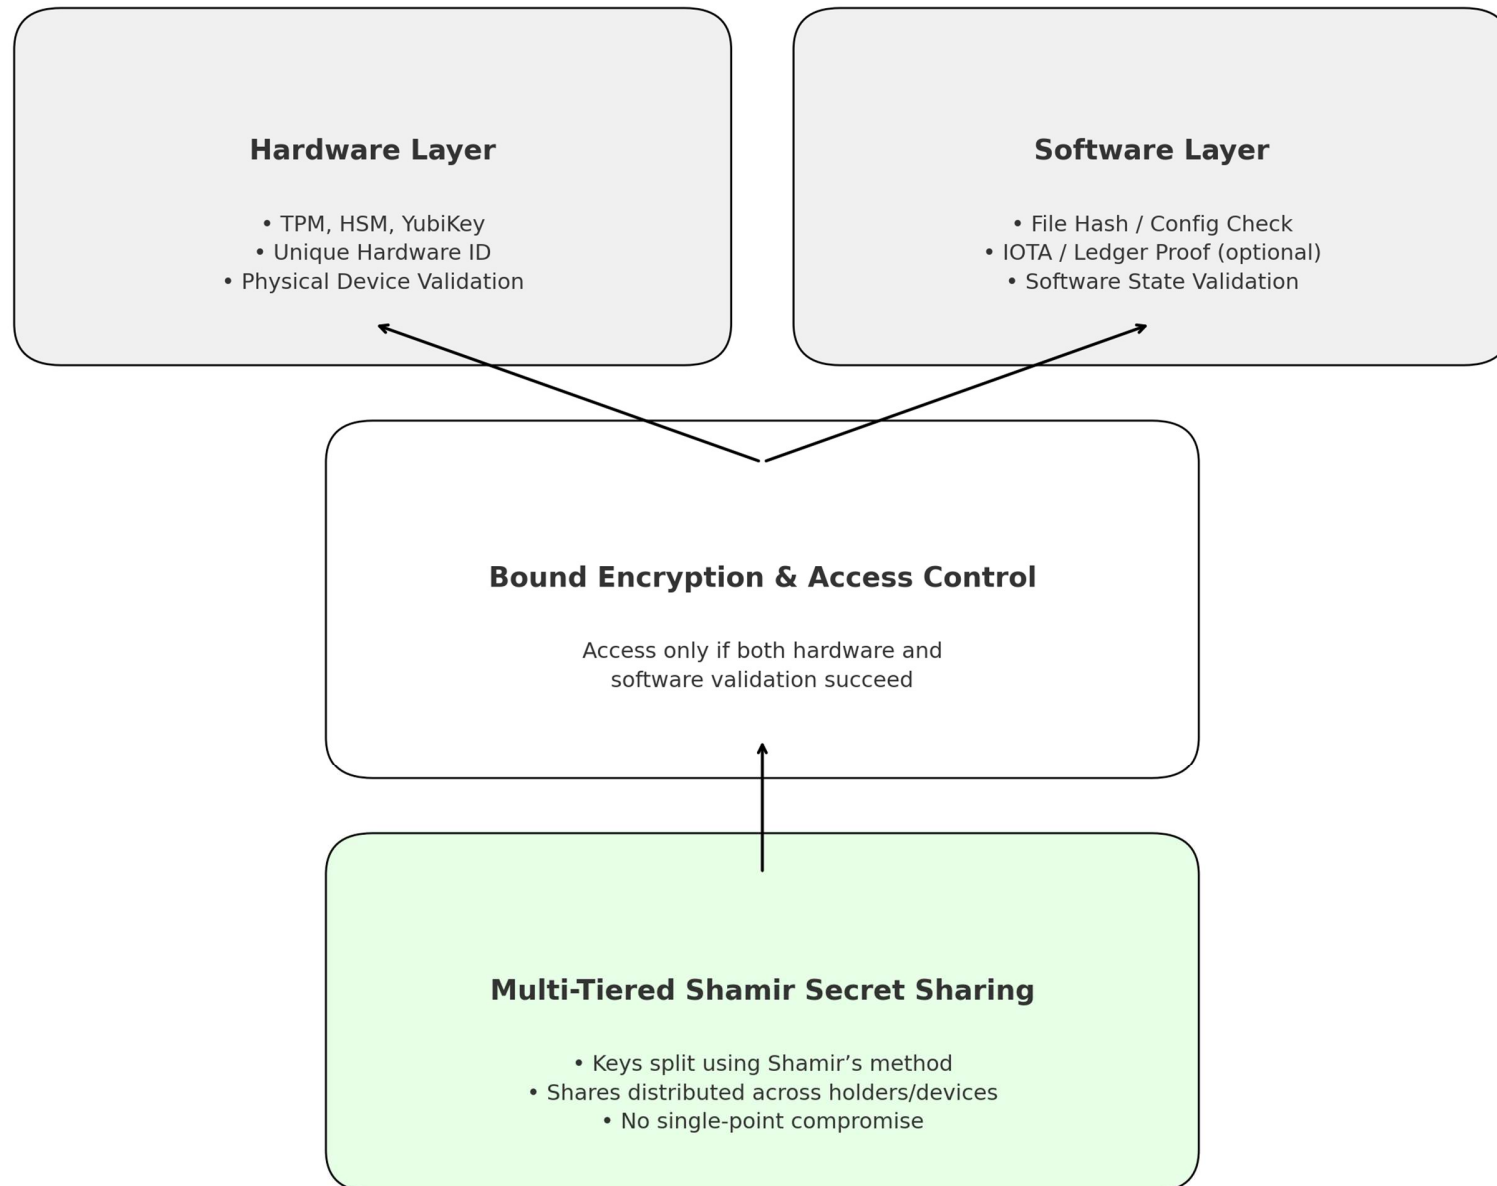 Hardware Layer
• TPM, HSM, YubiKey
• Unique Hardware ID
• Physical Device Validation
Software Layer
• File Hash / Config Check
• IOTA / Ledger Proof (optional)
• Software State Validation
Bound Encryption & Access Control
Access only if both hardware and
software validation succeed
Multi-Tiered Shamir Secret Sharing
• Keys split using Shamir’s method
• Shares distributed across holders/devices
• No single-point compromise